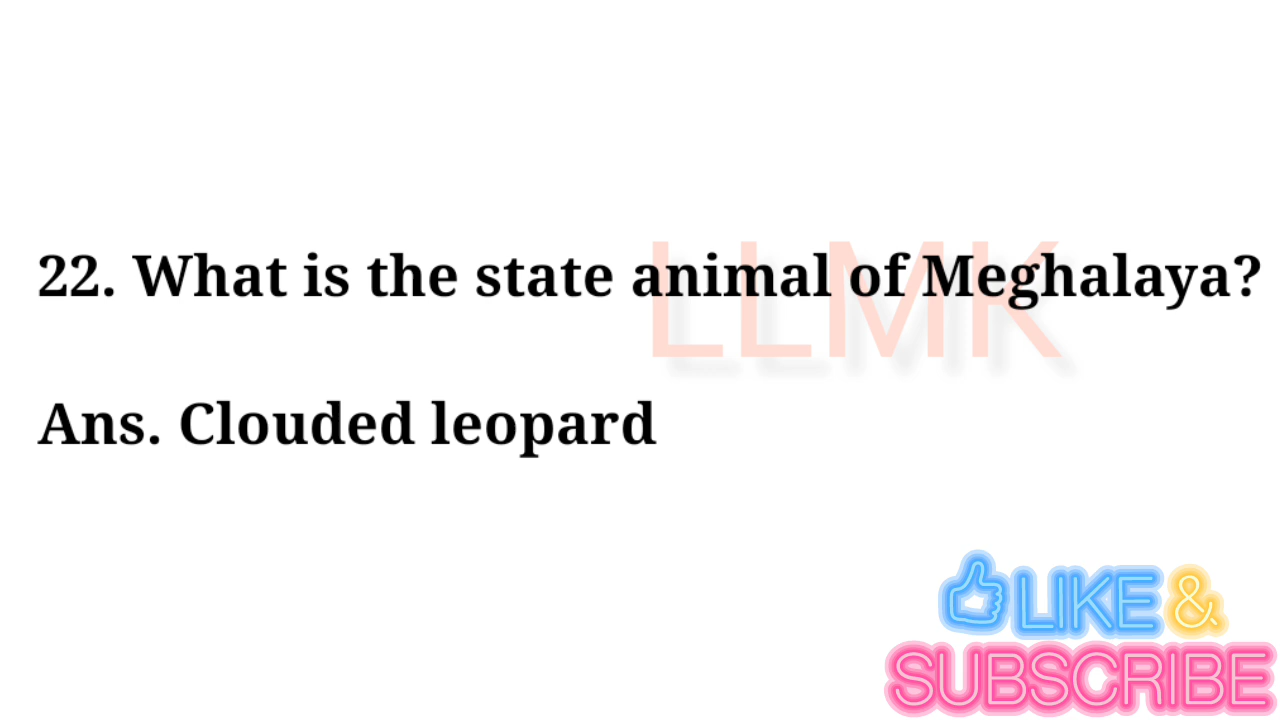 LLMK
22. What is the state animal of Meghalaya?
Ans. Clouded leopard
LIKE &
SUBSCRIBE